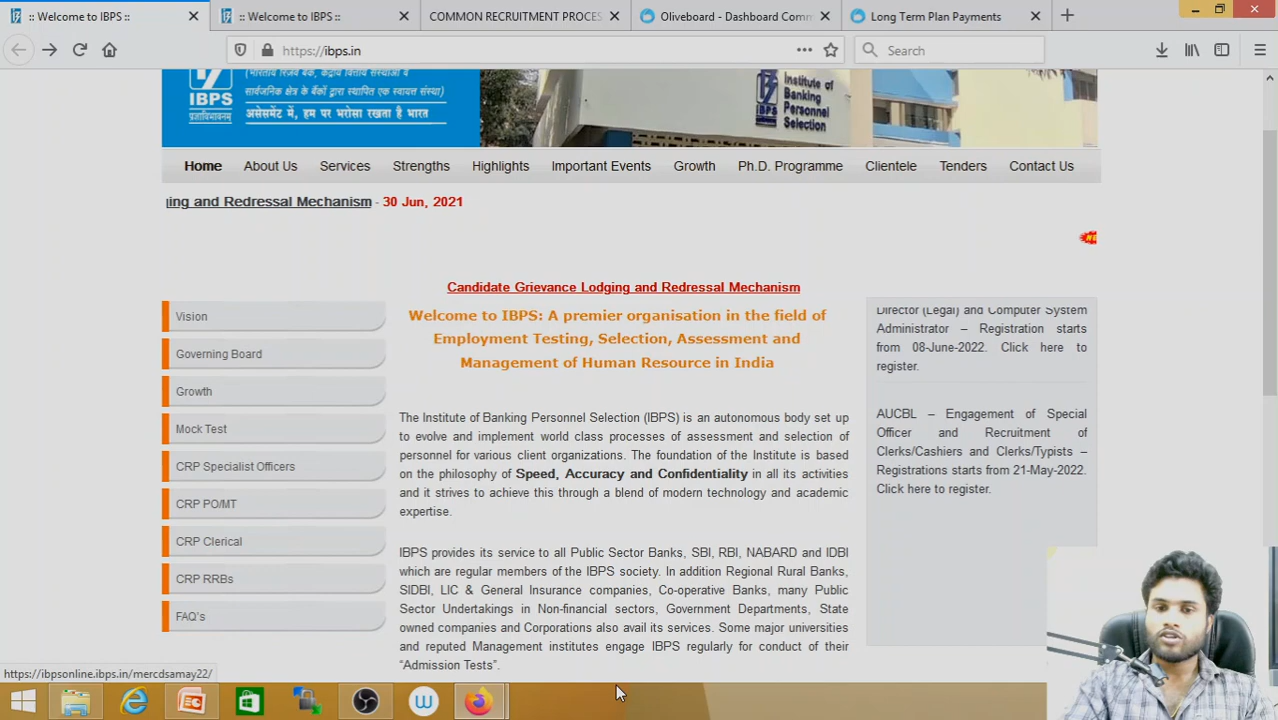 :: Welcome to IBPS ::
:: Welcome to IBPS ::
COMMON RECRUITMENT PROCES
Oliveboard - Dashboard Comm
Long Term Plan Payments
https://ibps.in
Search
(भारतीय रिजर्व बैंक, केंद्रीय वित्तीय संस्थाओं व
सार्वजनिक क्षेत्र के बैंकों द्वारा स्थापित एक स्वायत्त संस्था)
IBPS
प्रज्ञाविभावनम्
असेसमेंट में, हम पर भरोसा रखता है भारत
Institute of
Banking
Personnel
Selection
IBPS
Home
About Us
Services
Strengths
Highlights
Important Events
Growth
Ph.D. Programme
Clientele
Tenders
Contact Us
ing and Redressal Mechanism - 30 Jun, 2021
Candidate Grievance Lodging and Redressal Mechanism
Welcome to IBPS: A premier organisation in the field of
Employment Testing, Selection, Assessment and
Management of Human Resource in India
Vision
Governing Board
Growth
Mock Test
CRP Specialist Officers
CRP PO/MT
CRP Clerical
CRP RRBs
FAQ's
The Institute of Banking Personnel Selection (IBPS) is an autonomous body set up
to evolve and implement world class processes of assessment and selection of
personnel for various client organizations. The foundation of the Institute is based
on the philosophy of Speed, Accuracy and Confidentiality in all its activities
and it strives to achieve this through a blend of modern technology and academic
expertise.
IBPS provides its service to all Public Sector Banks, SBI, RBI, NABARD and IDBI
which are regular members of the IBPS society. In addition Regional Rural Banks,
SIDBI, LIC & General Insurance companies, Co-operative Banks, many Public
Sector Undertakings in Non-financial sectors, Government Departments, State
owned companies and Corporations also avail its services. Some major universities
and reputed Management institutes engage IBPS regularly for conduct of their
“Admission Tests”.
Director (Legal) and Computer System
Administrator – Registration starts
from 08-June-2022. Click here to
register.
AUCBL – Engagement of Special
Officer and Recruitment of
Clerks/Cashiers and Clerks/Typists –
Registrations starts from 21-May-2022.
Click here to register.
https://ibpsonline.ibps.in/mercdsamay22/